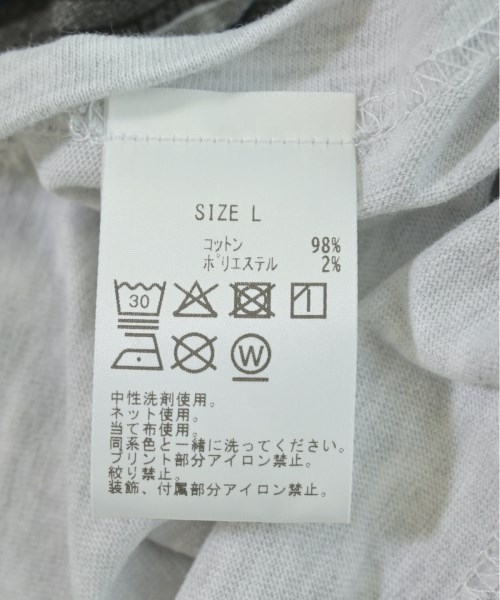 SIZE L
コットン 98%
ポリエステル 2%
30
W
中性洗剤使用。
ネット使用。
当て布使用。
同系色と一緒に洗ってください。
プリント部分アイロン禁止。
絞り禁止。
装飾、付属部分アイロン禁止。